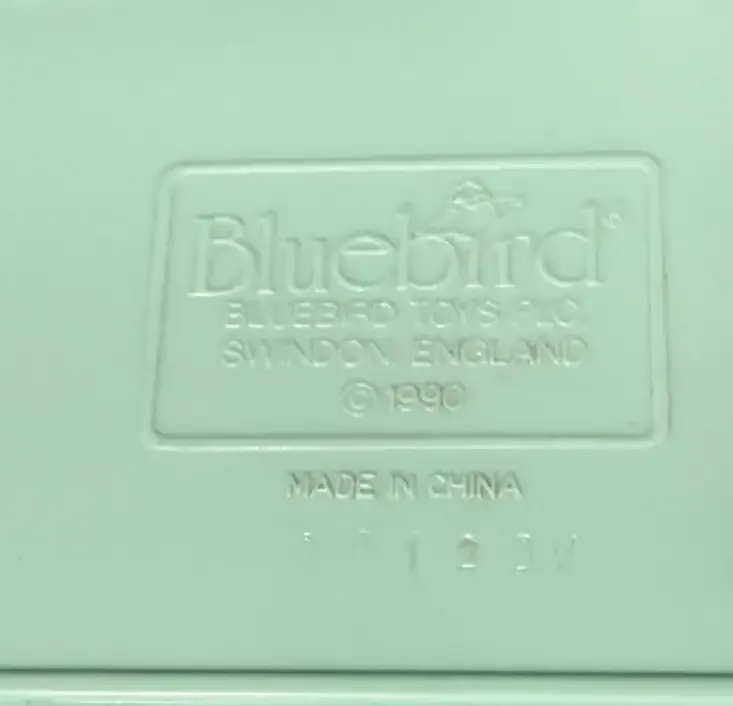 Bluebird®
BLUEBIRD TOYS PLC.
SWINDON ENGLAND
© 1990
MADE IN CHINA